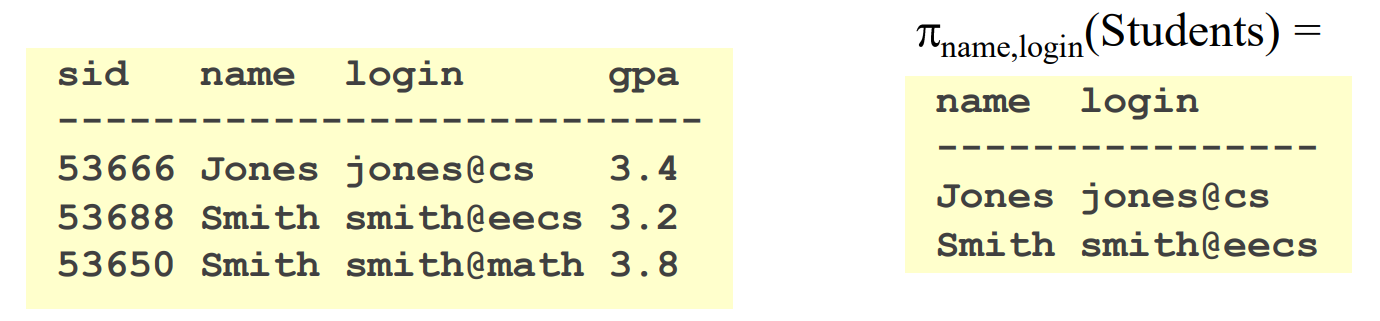 sid name login gpa
---------------------------
53666 Jones jones@cs 3.4
53688 Smith smith@eecs 3.2
53650 Smith smith@math 3.8
πname,login(Students) =
name login
----------------
Jones jones@cs
Smith smith@eecs